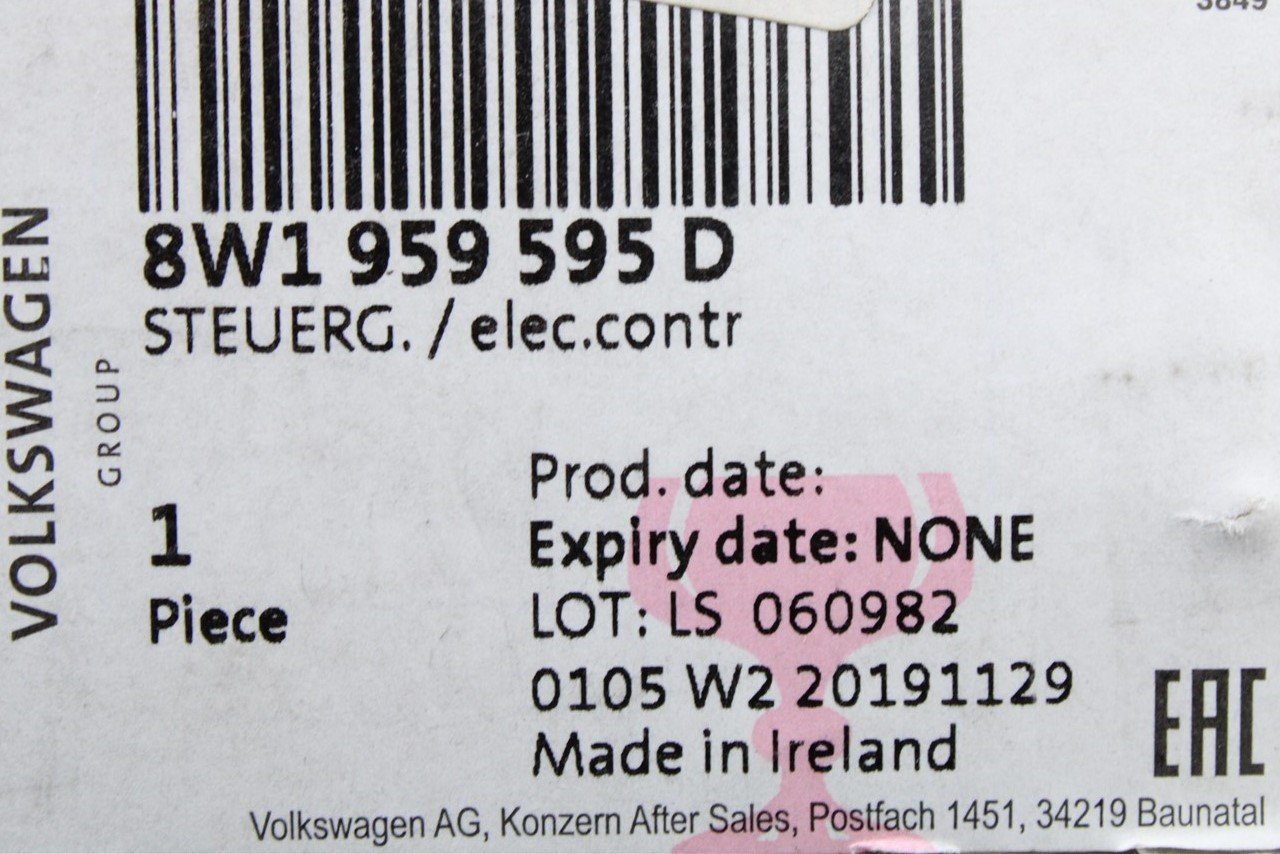 8W1 959 595 D
STEUERG. / elec.contr
VOLKSWAGEN
GROUP
1
Piece
Prod. date:
Expiry date: NONE
LOT: LS 060982
0105 W2 20191129
Made in Ireland
EAC
Volkswagen AG, Konzern After Sales, Postfach 1451, 34219 Baunatal